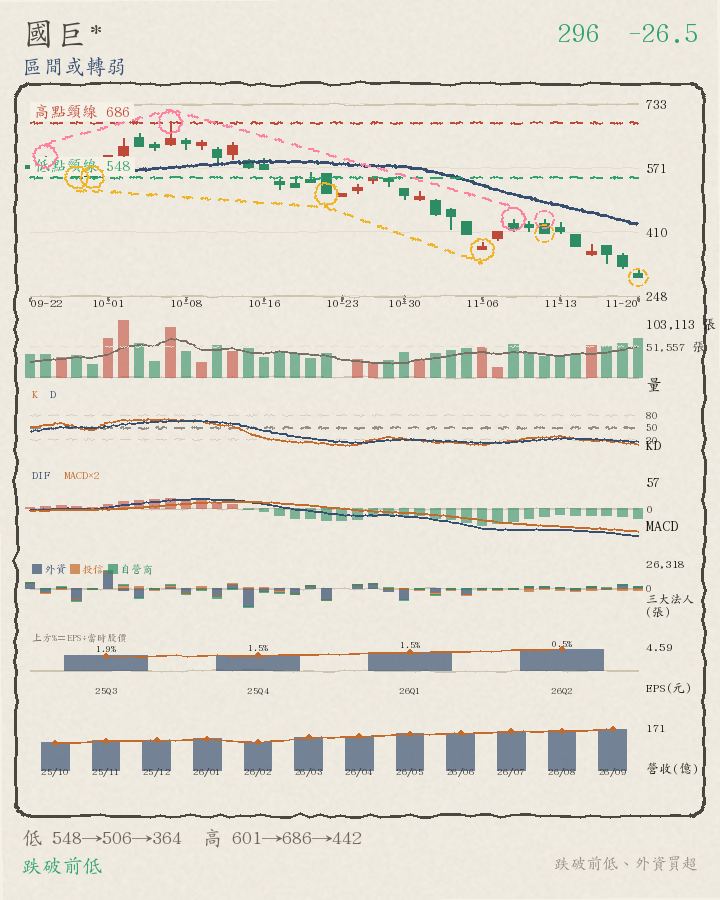 國巨* 296 -26.5
區間或轉弱
高點頸線 686
低點頸線 548
733
571
410
248
09-22 10-01 10-08 10-16 10-23 10-30 11-06 11-13 11-20
103,113 張
51,557 張
量
K D
80
50
20
KD
DIF MACD×2
57
0
MACD
外資 投信 自營商
26,318
0
三大法人
(張)
上方%=EPS÷當時股價
1.9% 1.5% 1.5% 0.5%
4.59
25Q3 25Q4 26Q1 26Q2
EPS(元)
171
25/10 25/11 25/12 26/01 26/02 26/03 26/04 26/05 26/06 26/07 26/08 26/09
營收(億)
低 548→506→364 高 601→686→442
跌破前低
跌破前低、外資買超